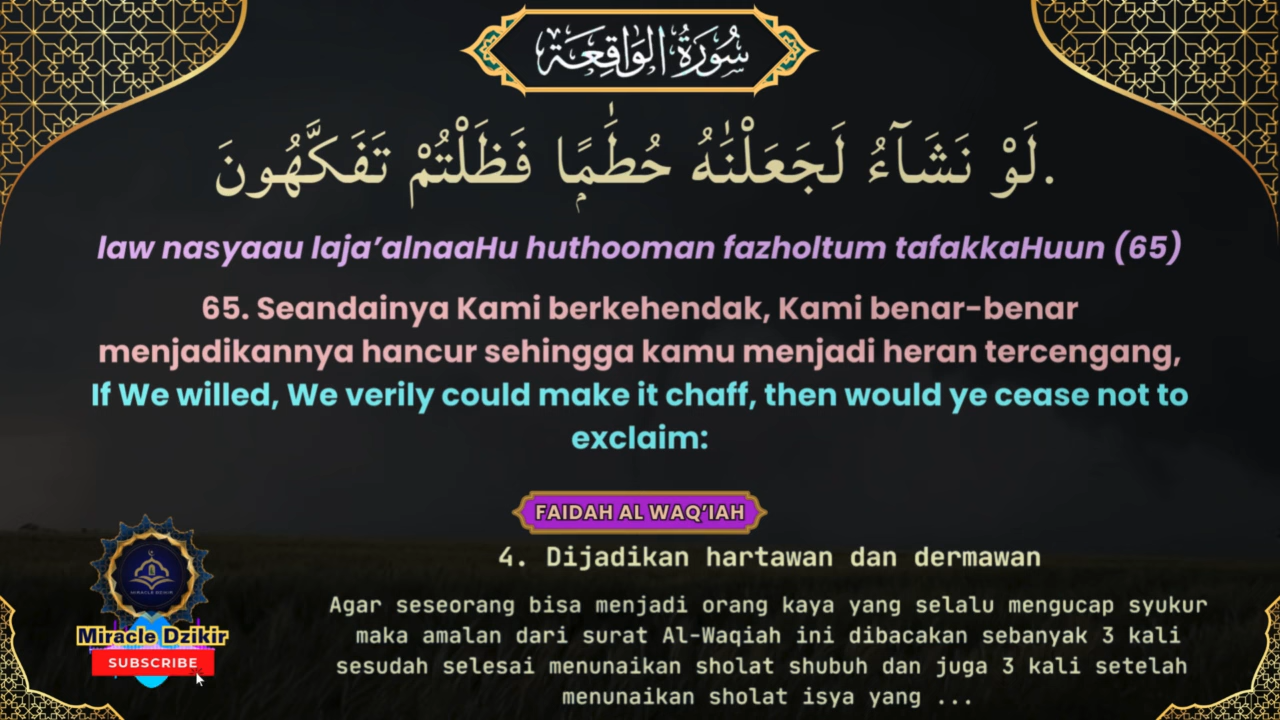 سُورَةُ الوَاقِعَة
لَوْ نَشَآءُ لَجَعَلْنَٰهُ حُطَٰمًۭا فَظَلْتُمْ تَفَكَّهُونَ.
law nasyaau laja’alnaaHu huthooman fazholtum tafakkaHuun (65)
65. Seandainya Kami berkehendak, Kami benar-benar
menjadikannya hancur sehingga kamu menjadi heran tercengang,
If We willed, We verily could make it chaff, then would ye cease not to
exclaim:
FAIDAH AL WAQ’IAH
4. Dijadikan hartawan dan dermawan
Agar seseorang bisa menjadi orang kaya yang selalu mengucap syukur
maka amalan dari surat Al-Waqiah ini dibacakan sebanyak 3 kali
sesudah selesai menunaikan sholat shubuh dan juga 3 kali setelah
menunaikan sholat isya yang ...
MIRACLE DZIKIR
Miracle Dzikir
SUBSCRIBE